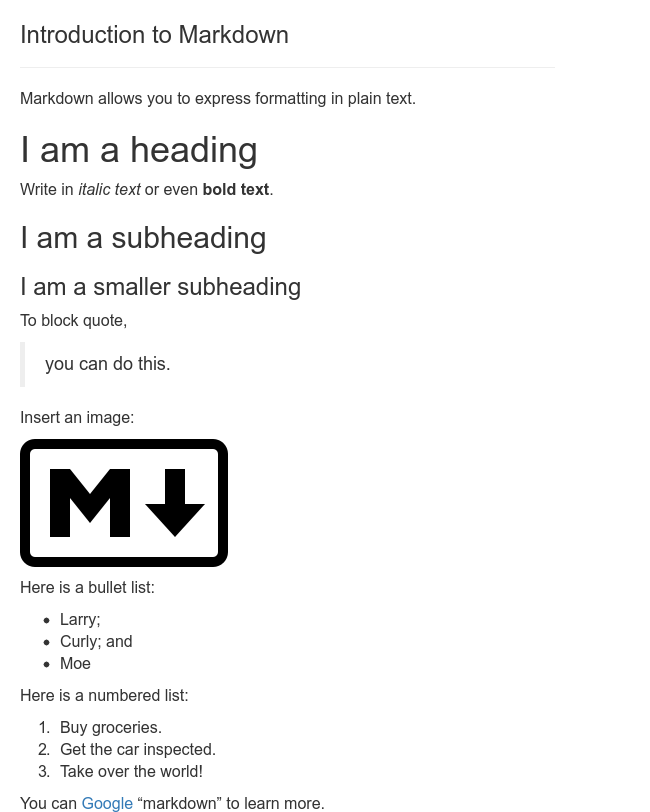 Introduction to Markdown
Markdown allows you to express formatting in plain text.
I am a heading
Write in italic text or even bold text.
I am a subheading
I am a smaller subheading
To block quote,
you can do this.
Insert an image:
M
Here is a bullet list:
• Larry;
• Curly; and
• Moe
Here is a numbered list:
1. Buy groceries.
2. Get the car inspected.
3. Take over the world!
You can Google “markdown” to learn more.